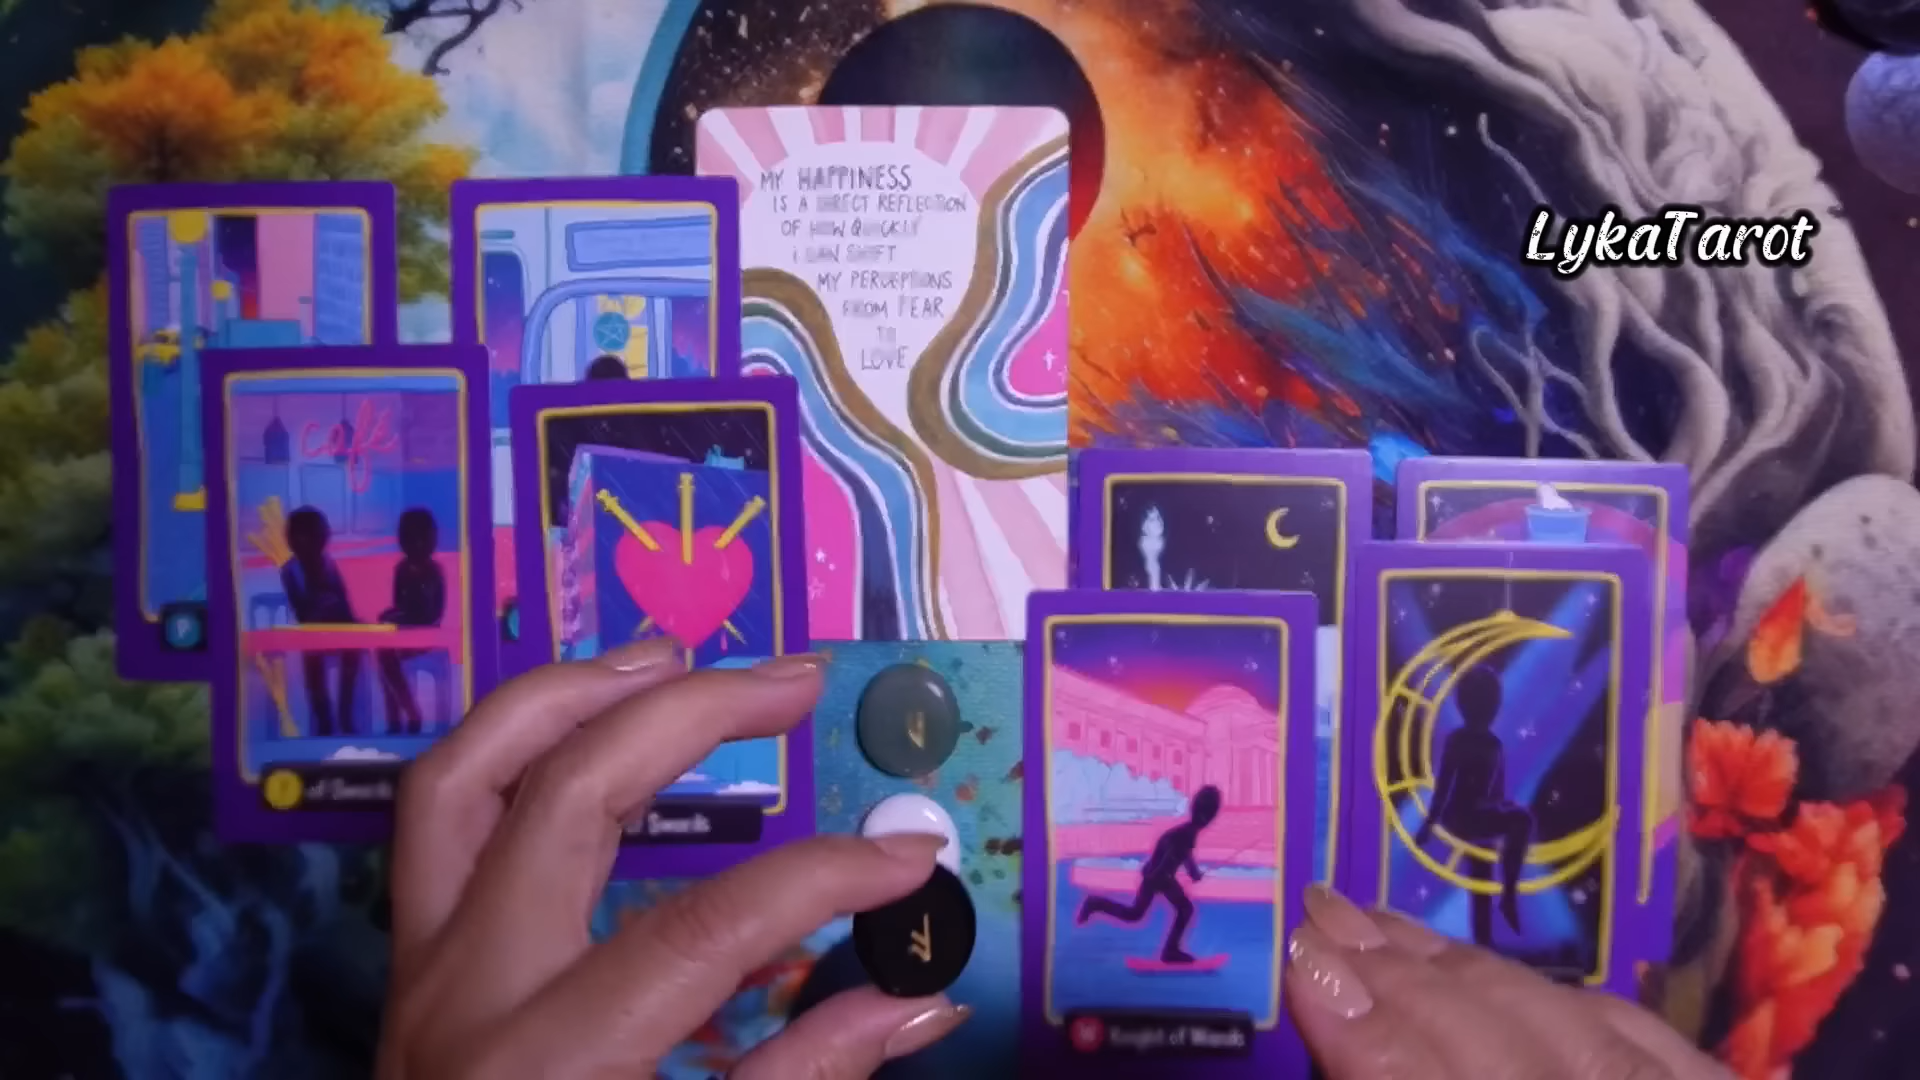 MY HAPPINESS
IS A DIRECT REFLECTION
OF HOW QUICKLY
i CAN SHIFT
MY PERCEPTIONS
FROM FEAR
TO
LOVE
LykaTarot
café
of Swords
of Swords
Knight of Wands
P